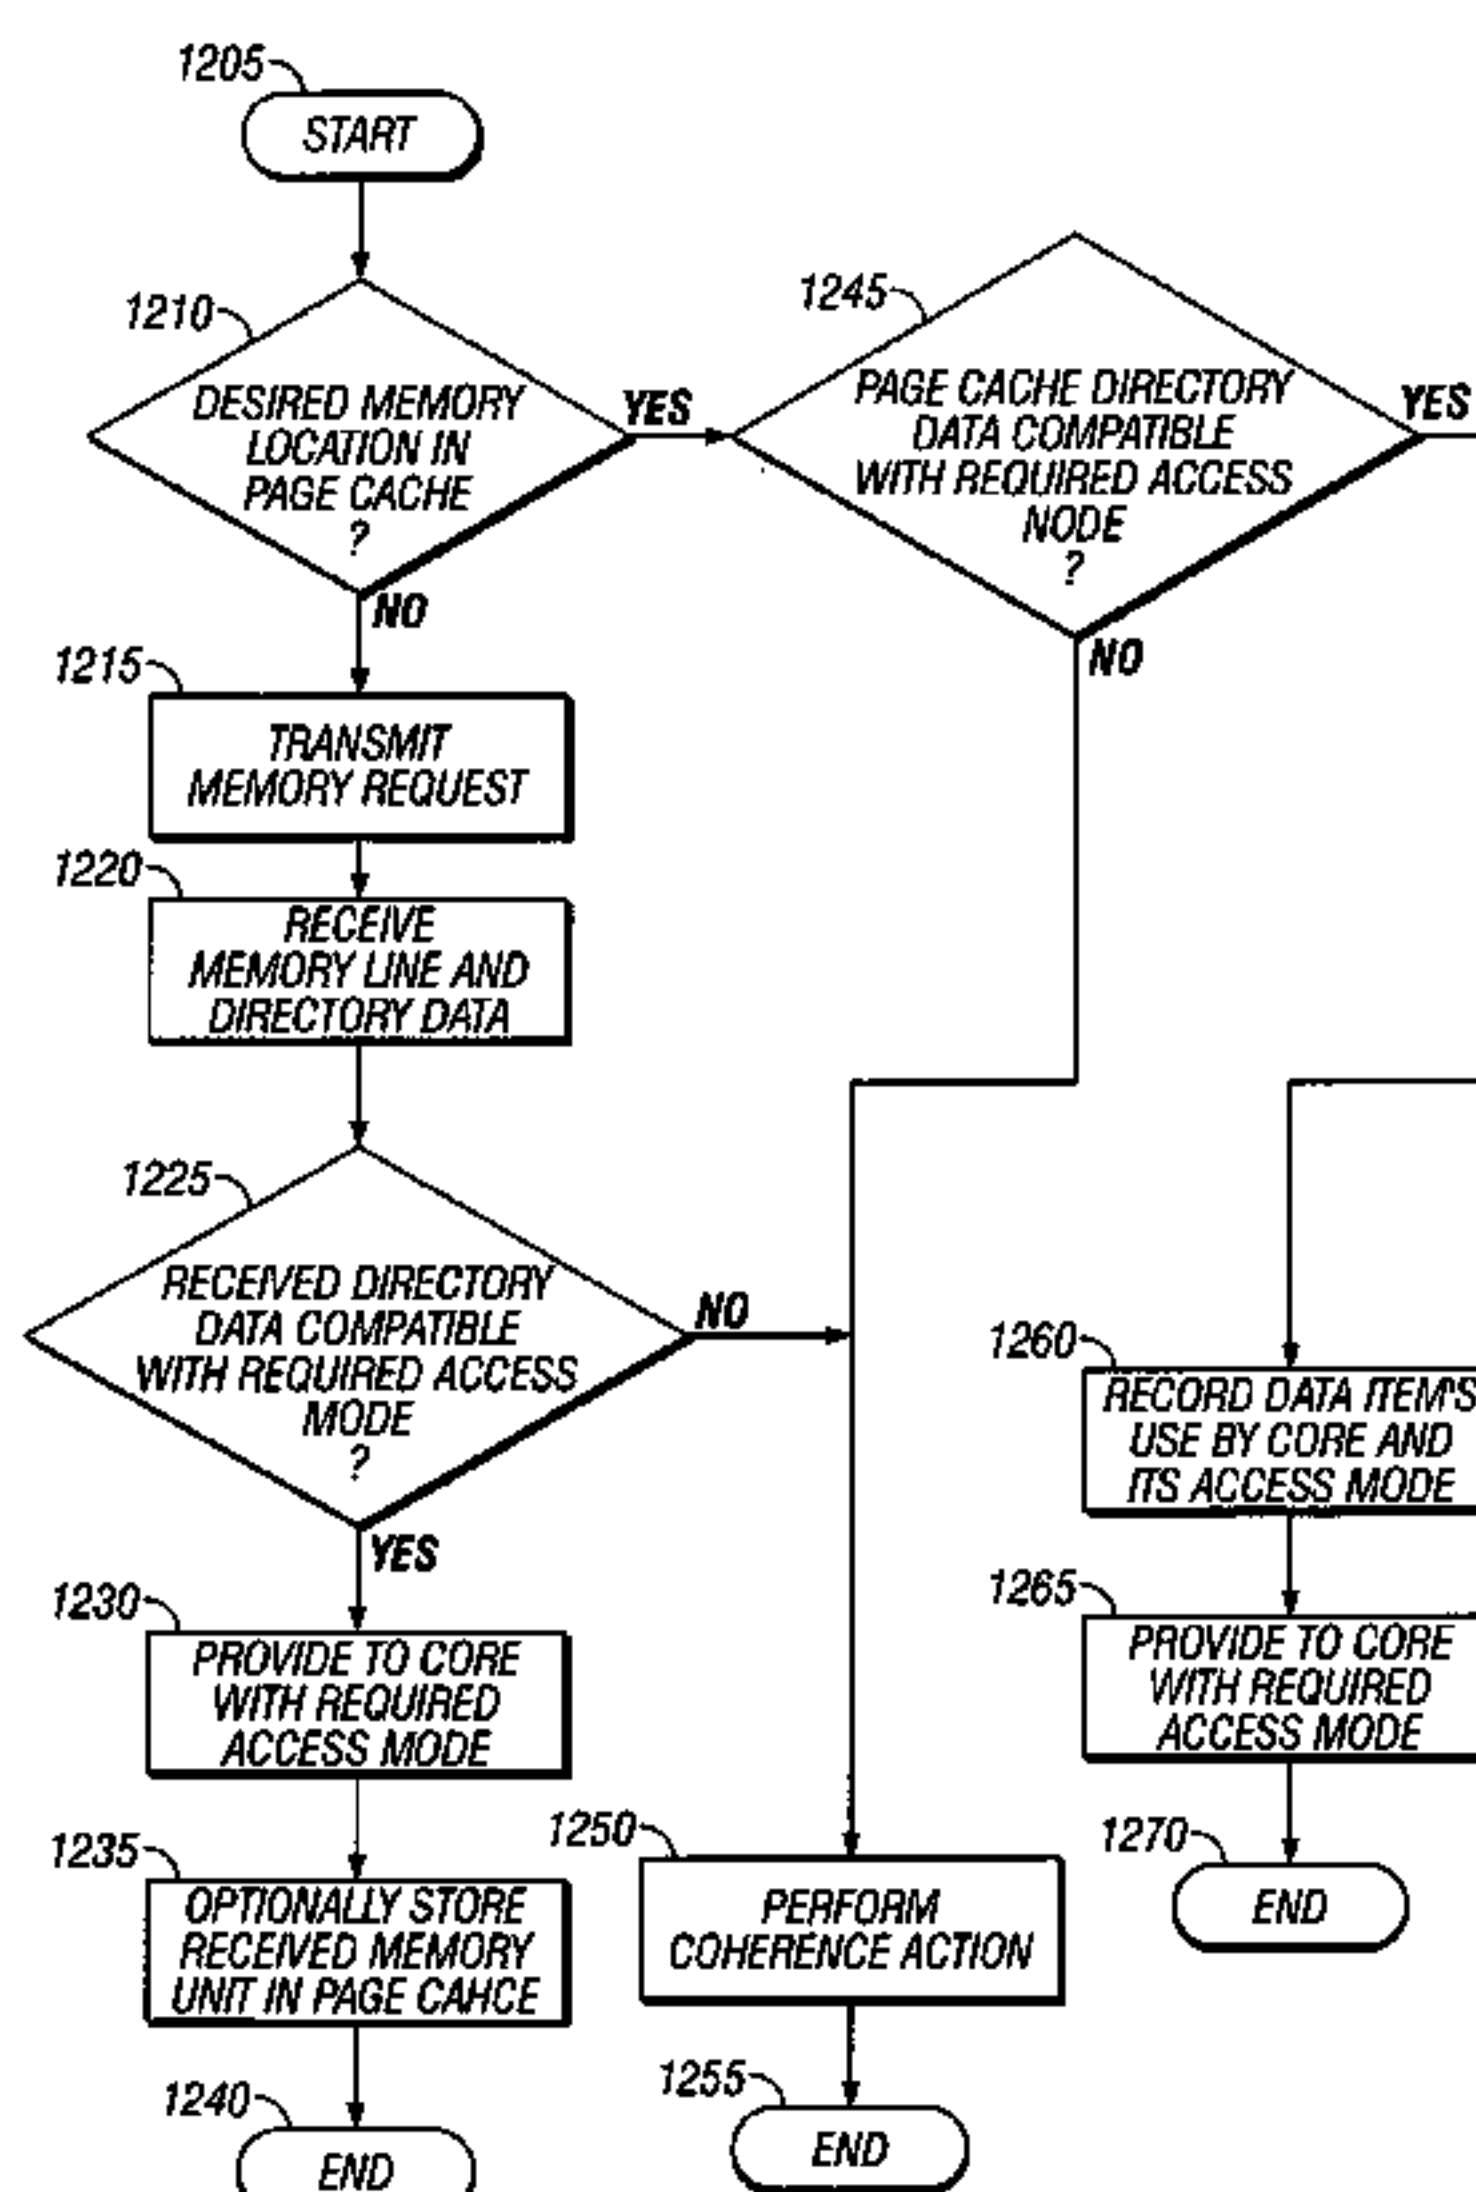 1205
START
1210
DESIRED MEMORY
LOCATION IN
PAGE CACHE
?
YES
NO
1245
PAGE CACHE DIRECTORY
DATA COMPATIBLE
WITH REQUIRED ACCESS
NODE
?
YES
NO
1215
TRANSMIT
MEMORY REQUEST
1220
RECEIVE
MEMORY LINE AND
DIRECTORY DATA
1225
RECEIVED DIRECTORY
DATA COMPATIBLE
WITH REQUIRED ACCESS
MODE
?
NO
YES
1230
PROVIDE TO CORE
WITH REQUIRED
ACCESS MODE
1235
OPTIONALLY STORE
RECEIVED MEMORY
UNIT IN PAGE CAHCE
1240
END
1250
PERFORM
COHERENCE ACTION
1255
END
1260
RECORD DATA ITEM'S
USE BY CORE AND
ITS ACCESS MODE
1265
PROVIDE TO CORE
WITH REQUIRED
ACCESS MODE
1270
END